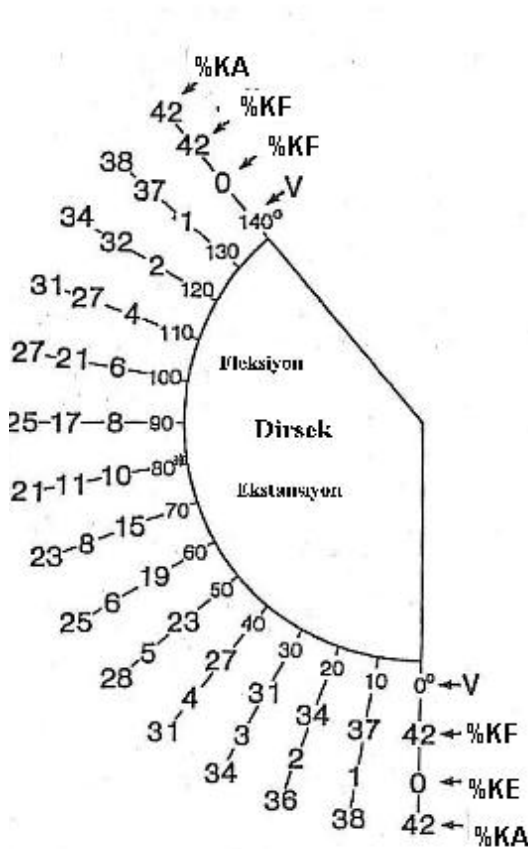 %KA
42
%KF
42
%KF
0
V
140°
38-37-1-130
34-32-2-120
31-27-4-110
27-21-6-100
Fleksiyon
25-17-8-90
Dirsek
21-11-10-80*
Ekstansiyon
23-8-15-70
25-6-19-60
28-5-23-50
31-4-27-40
34-3-31-30
36-2-34-20
38-1-37-10
0° V
42 %KF
0 %KE
42 %KA